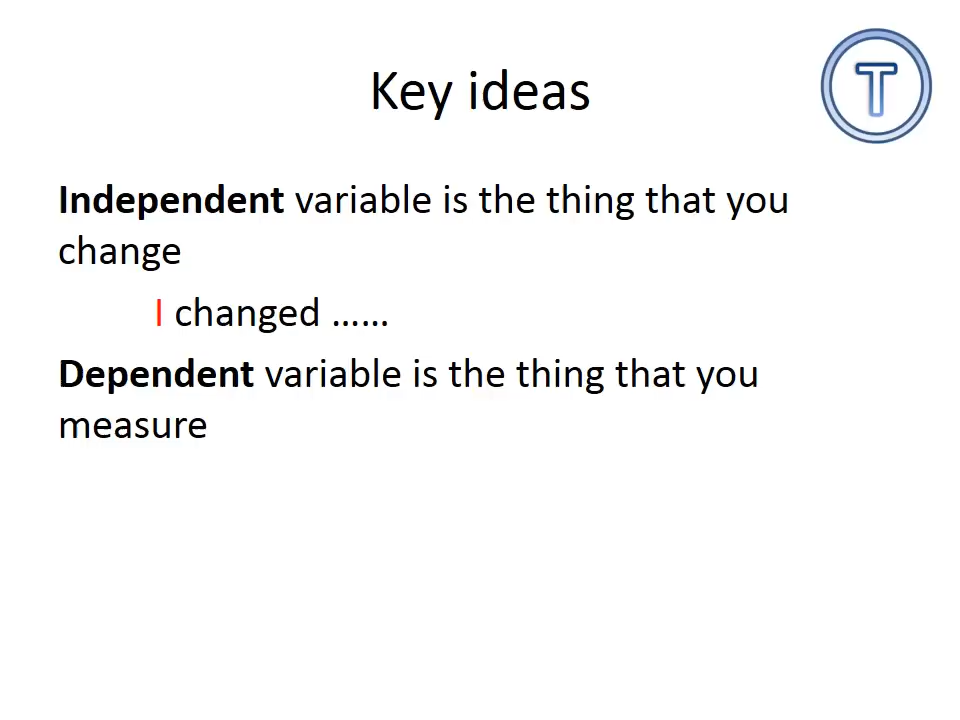 Key ideas
T
Independent variable is the thing that you
change
I changed ......
Dependent variable is the thing that you
measure